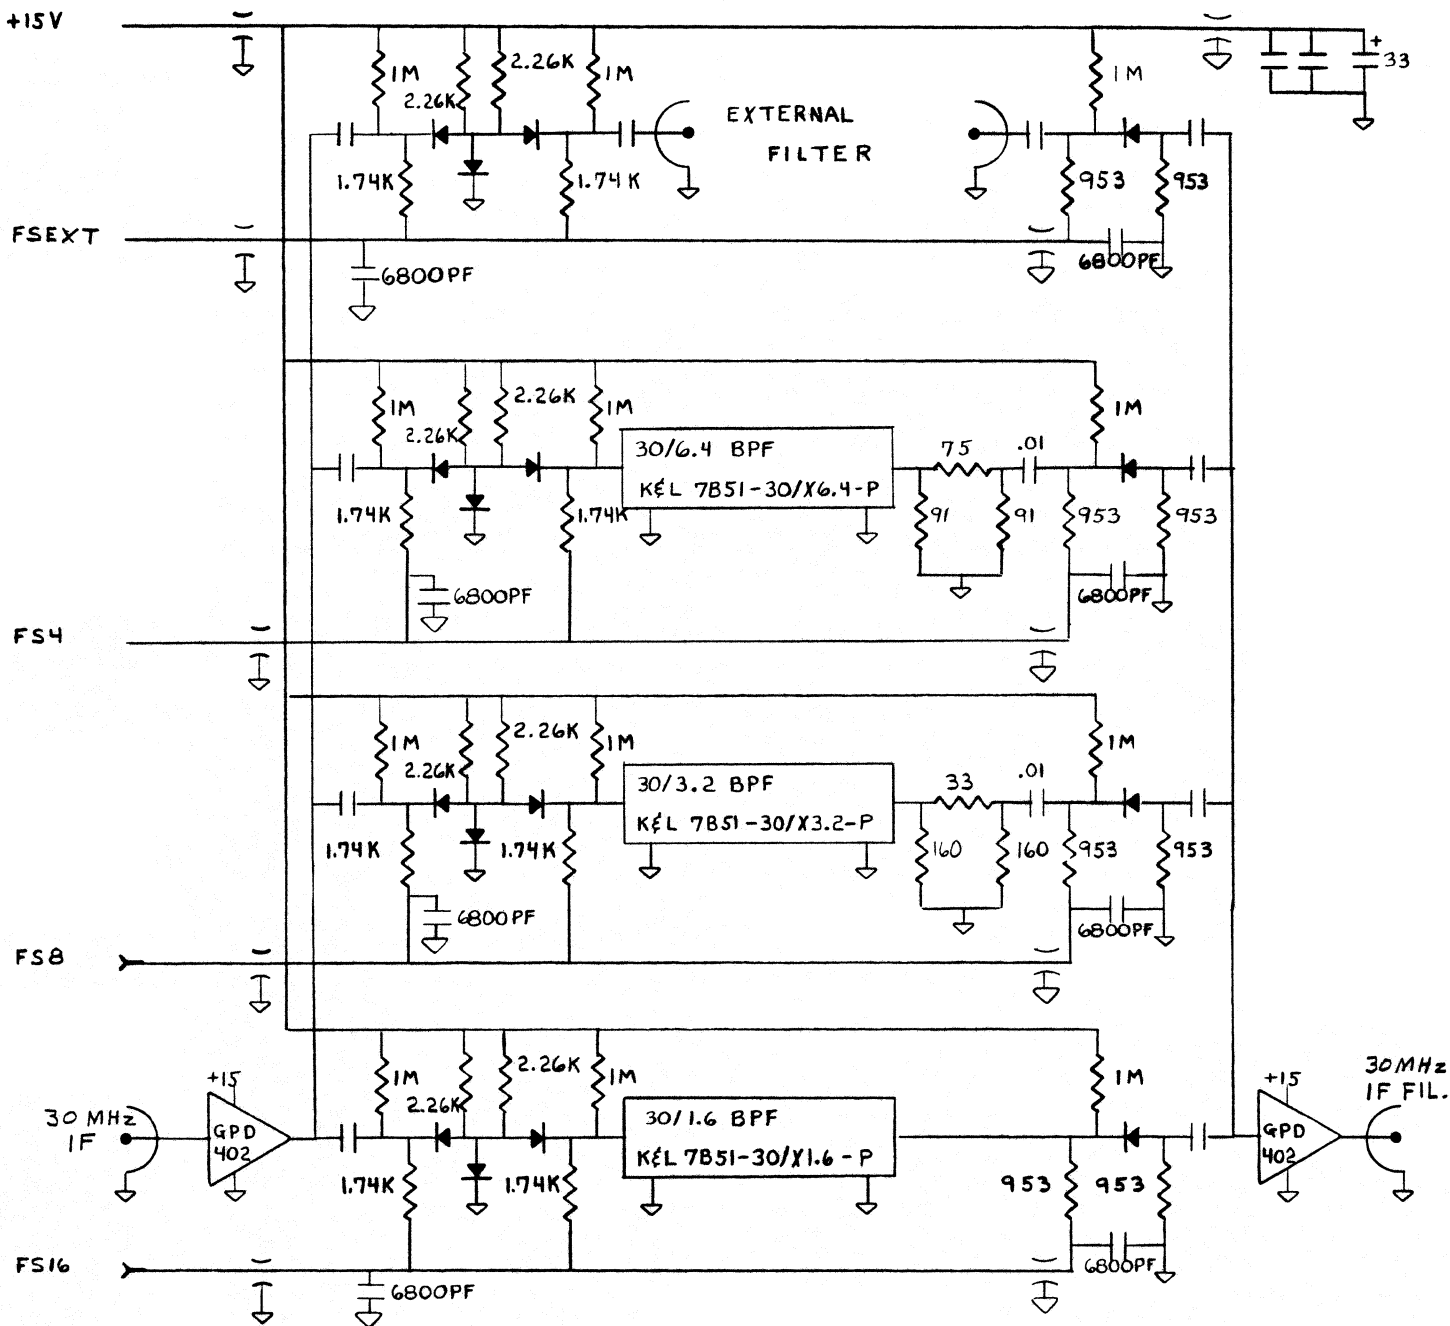 +15V
2.26K
1M
1M
1M
+
33
2.26K
EXTERNAL
FILTER
1.74K
1.74K
953
953
FSEXT
6800PF
6800PF
1M
2.26K
1M
1M
2.26K
30/6.4 BPF
K&L 7B51-30/X6.4-P
75
.01
1.74K
1.74K
91
91
953
953
6800PF
6800PF
FS4
1M
2.26K
1M
1M
2.26K
30/3.2 BPF
K&L 7B51-30/X3.2-P
33
.01
1.74K
1.74K
160
160
953
953
6800PF
6800PF
FS8
1M
2.26K
1M
1M
2.26K
+15
30 MHz
IF
GPD
402
30/1.6 BPF
K&L 7B51-30/X1.6-P
1.74K
1.74K
953
953
+15
GPD
402
30MHz
IF FIL.
6800PF
FS16
6800PF